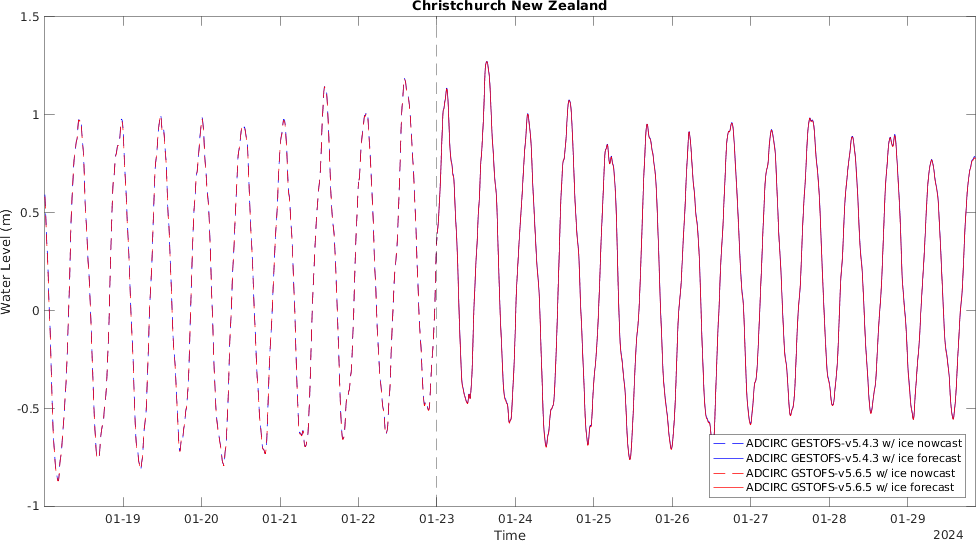 Christchurch New Zealand
1.5
1
0.5
0
-0.5
-1
Water Level (m)
01-19 01-20 01-21 01-22 01-23 01-24 01-25 01-26 01-27 01-28 01-29
Time
2024
ADCIRC GESTOFS-v5.4.3 w/ ice nowcast
ADCIRC GESTOFS-v5.4.3 w/ ice forecast
ADCIRC GSTOFS-v5.6.5 w/ ice nowcast
ADCIRC GSTOFS-v5.6.5 w/ ice forecast